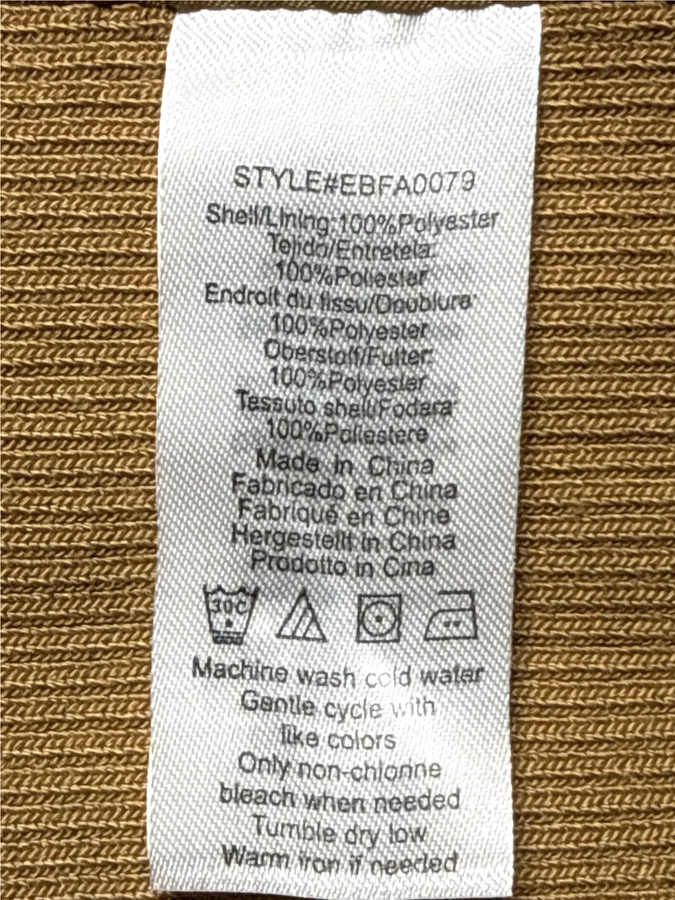 STYLE#EBFA0079
Shell/Lining:100%Polyester
Tejido/Entretela:
100%Poliester
Endroit du tissu/Doublure:
100%Polyester
Oberstoff/Futter:
100%Polyester
Tessuto shell/Fodera:
100%Poliestere
Made in China
Fabricado en China
Fabriqué en Chine
Hergestellt in China
Prodotto in Cina
30C
Machine wash cold water
Gentle cycle with
like colors
Only non-chlorine
bleach when needed
Tumble dry low
Warm iron if needed